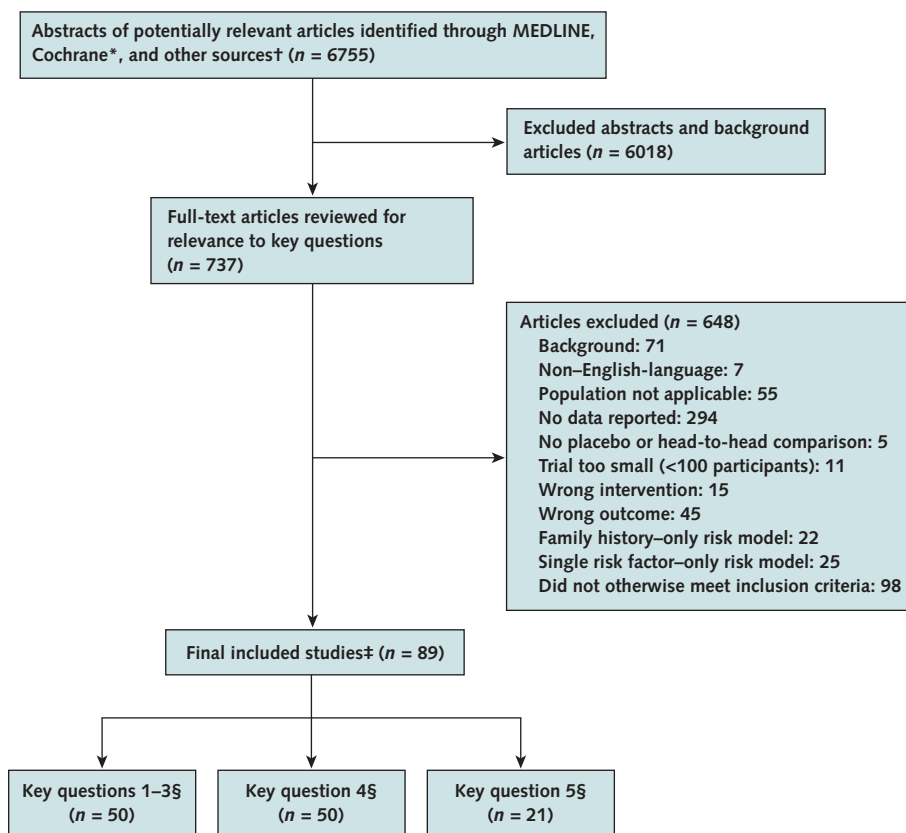 Abstracts of potentially relevant articles identified through MEDLINE,
Cochrane*, and other sources† (n = 6755)
Excluded abstracts and background
articles (n = 6018)
Full-text articles reviewed for
relevance to key questions
(n = 737)
Articles excluded (n = 648)
Background: 71
Non–English-language: 7
Population not applicable: 55
No data reported: 294
No placebo or head-to-head comparison: 5
Trial too small (<100 participants): 11
Wrong intervention: 15
Wrong outcome: 45
Family history–only risk model: 22
Single risk factor–only risk model: 25
Did not otherwise meet inclusion criteria: 98
Final included studies‡ (n = 89)
Key questions 1–3§
(n = 50)
Key question 4§
(n = 50)
Key question 5§
(n = 21)